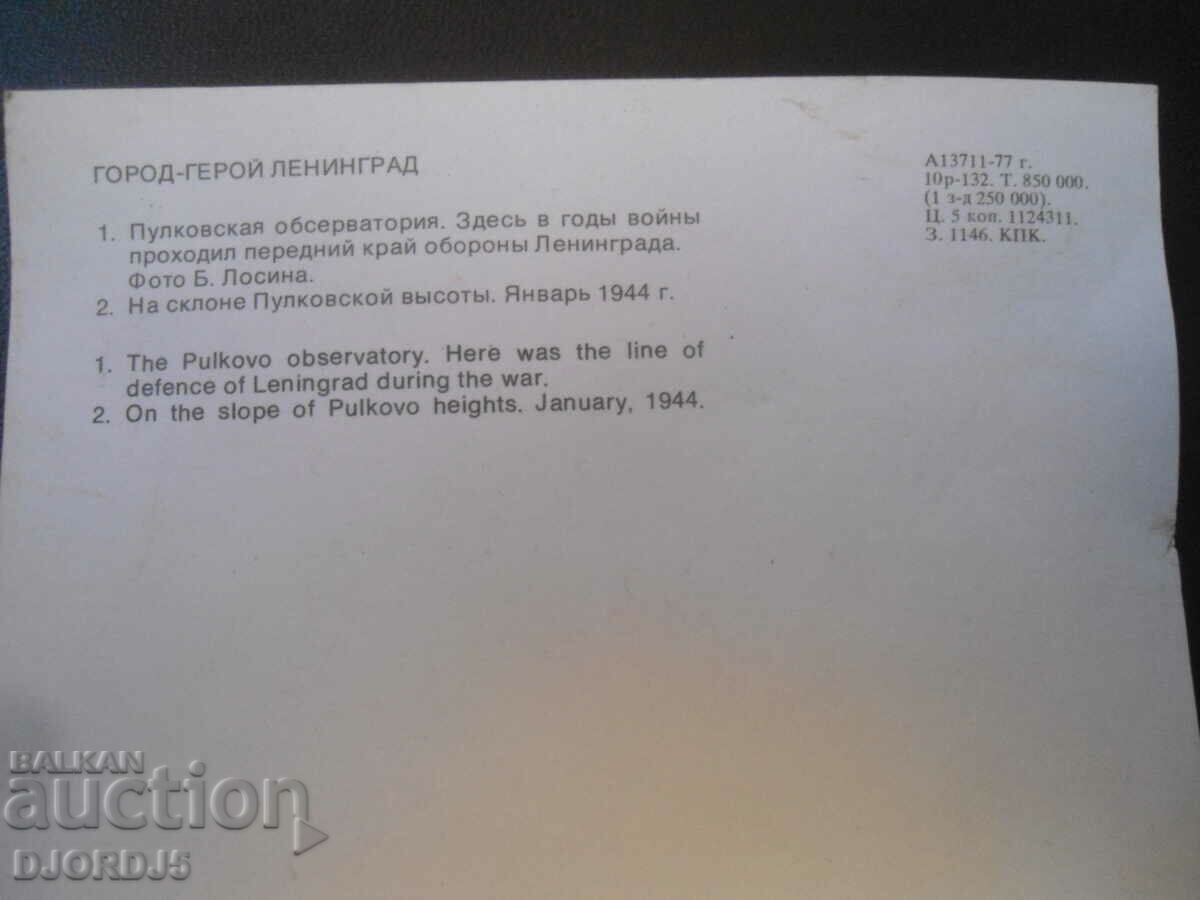 ГОРОД-ГЕРОЙ ЛЕНИНГРАД
1. Пулковская обсерватория. Здесь в годы войны
проходил передний край обороны Ленинграда.
Фото Б. Лосина.
2. На склоне Пулковской высоты. Январь 1944 г.
1. The Pulkovo observatory. Here was the line of
defence of Leningrad during the war.
2. On the slope of Pulkovo heights. January, 1944.
А13711-77 г.
10р-132. Т. 850 000.
(1 з-д 250 000).
Ц. 5 коп. 1124311.
З. 1146. КПК.
BALKAN
auction
DJORDJ5